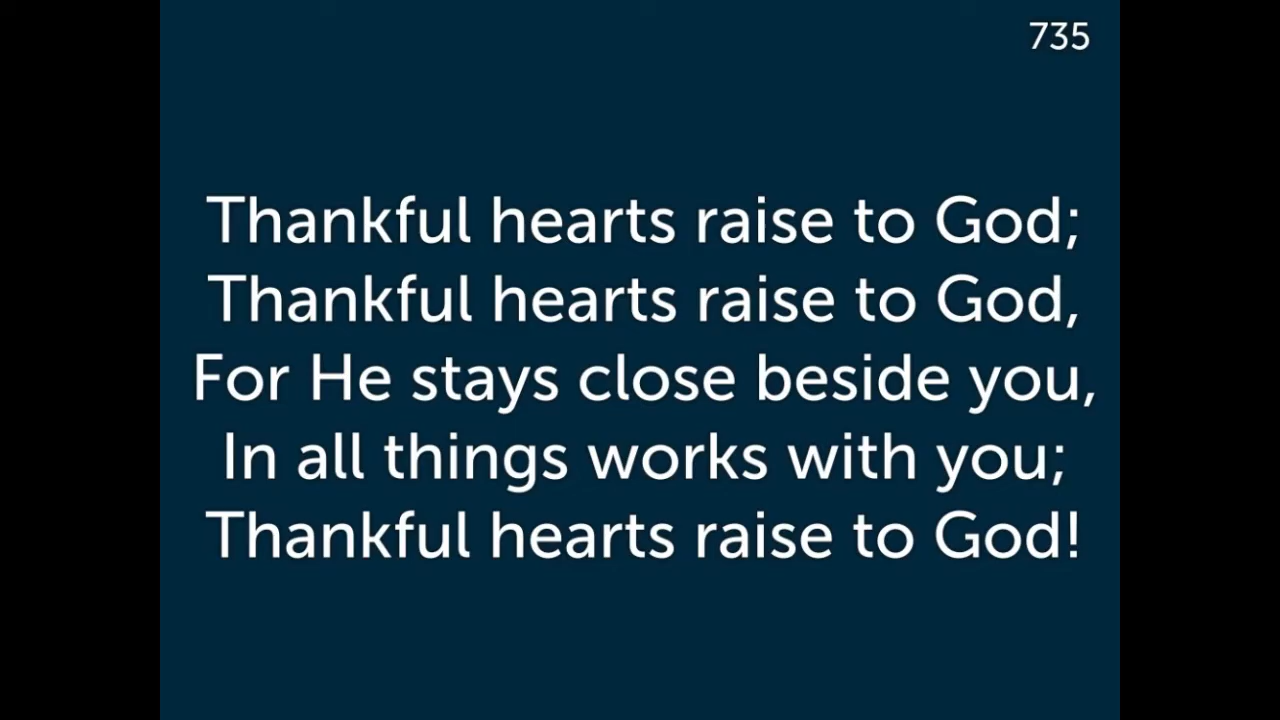 735
Thankful hearts raise to God;
Thankful hearts raise to God,
For He stays close beside you,
In all things works with you;
Thankful hearts raise to God!